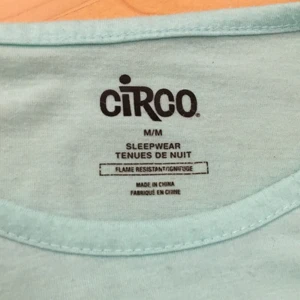 CiRCO®
M/M
SLEEPWEAR
TENUES DE NUIT
FLAME RESISTANT/IGNIFUGE
MADE IN CHINA
FABRIQUÉ EN CHINE